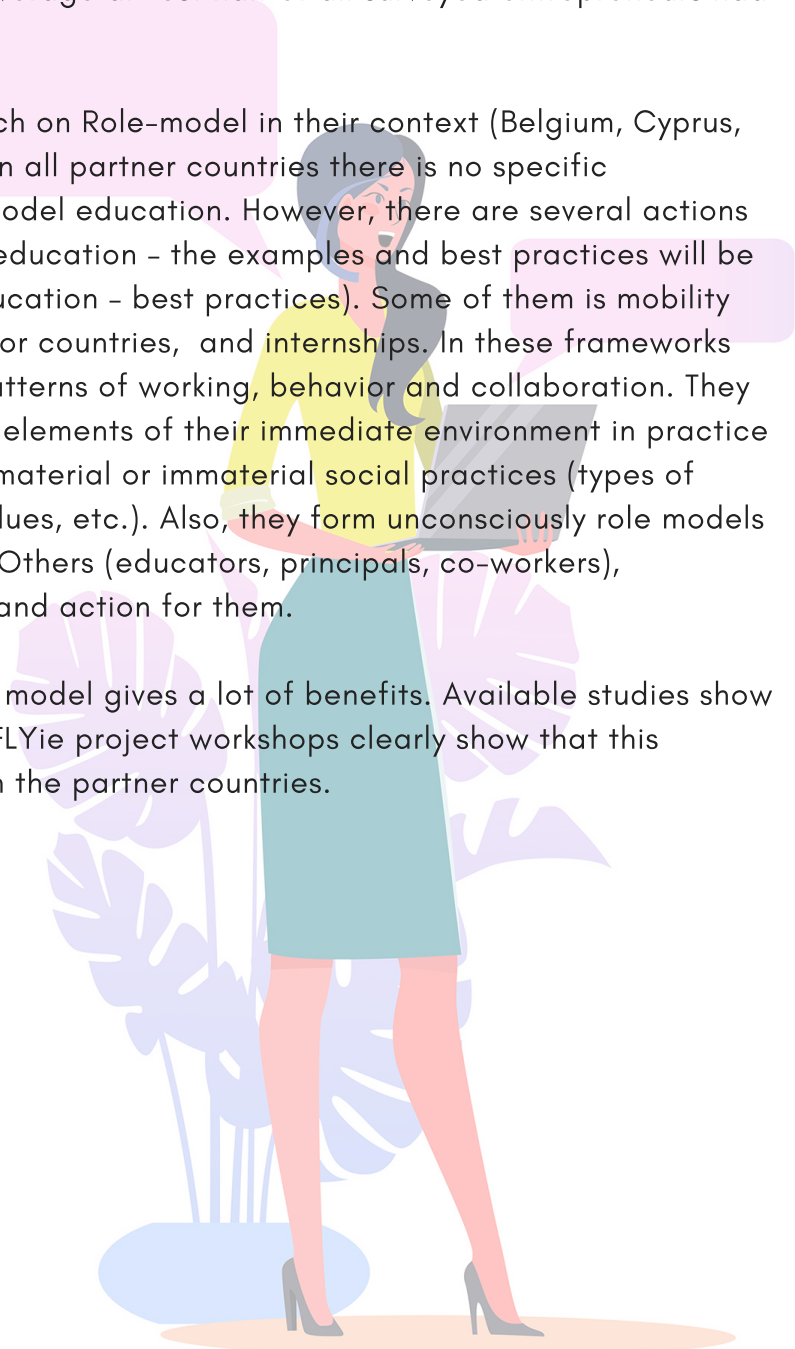 ch on Role-model in their context (Belgium, Cyprus,
n all partner countries there is no specific
odel education. However, there are several actions
education – the examples and best practices will be
ucation – best practices). Some of them is mobility
or countries,  and internships. In these frameworks
atterns of working, behavior and collaboration. They
elements of their immediate environment in practice
material or immaterial social practices (types of
lues, etc.). Also, they form unconsciously role models
Others (educators, principals, co-workers),
and action for them.
model gives a lot of benefits. Available studies show
FLYie project workshops clearly show that this
n the partner countries.